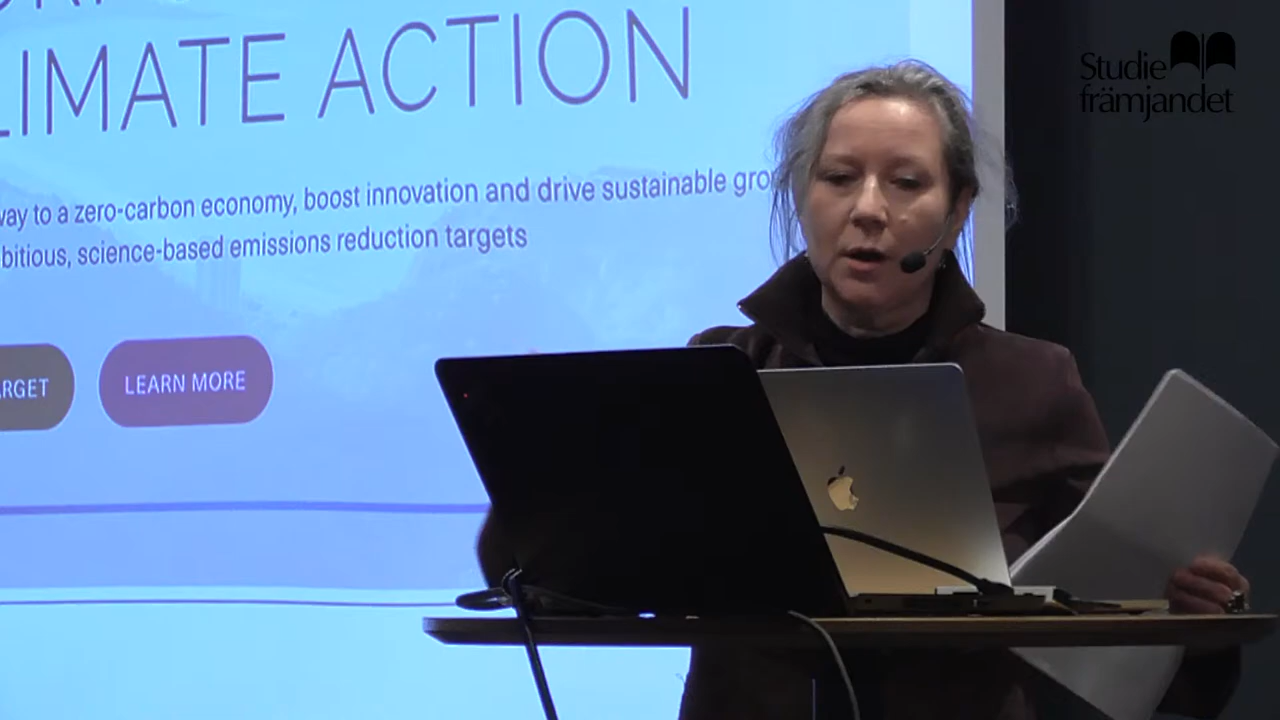 LIMATE ACTION
way to a zero-carbon economy, boost innovation and drive sustainable gro
bitious, science-based emissions reduction targets
ARGET
LEARN MORE
Studie
främjandet